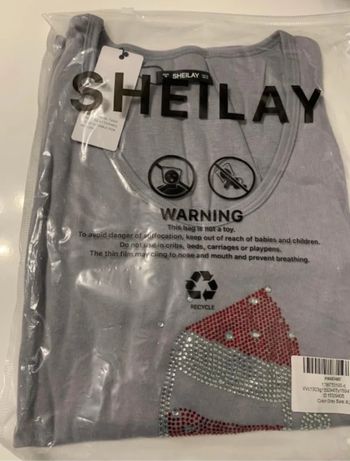 SHEILAY
SHEILAY
WARNING
This bag is not a toy.
To avoid danger of suffocation, keep out of reach of babies and children.
Do not use in cribs, beds, carriages or playpens.
The thin film may cling to nose and mouth and prevent breathing.
RECYCLE